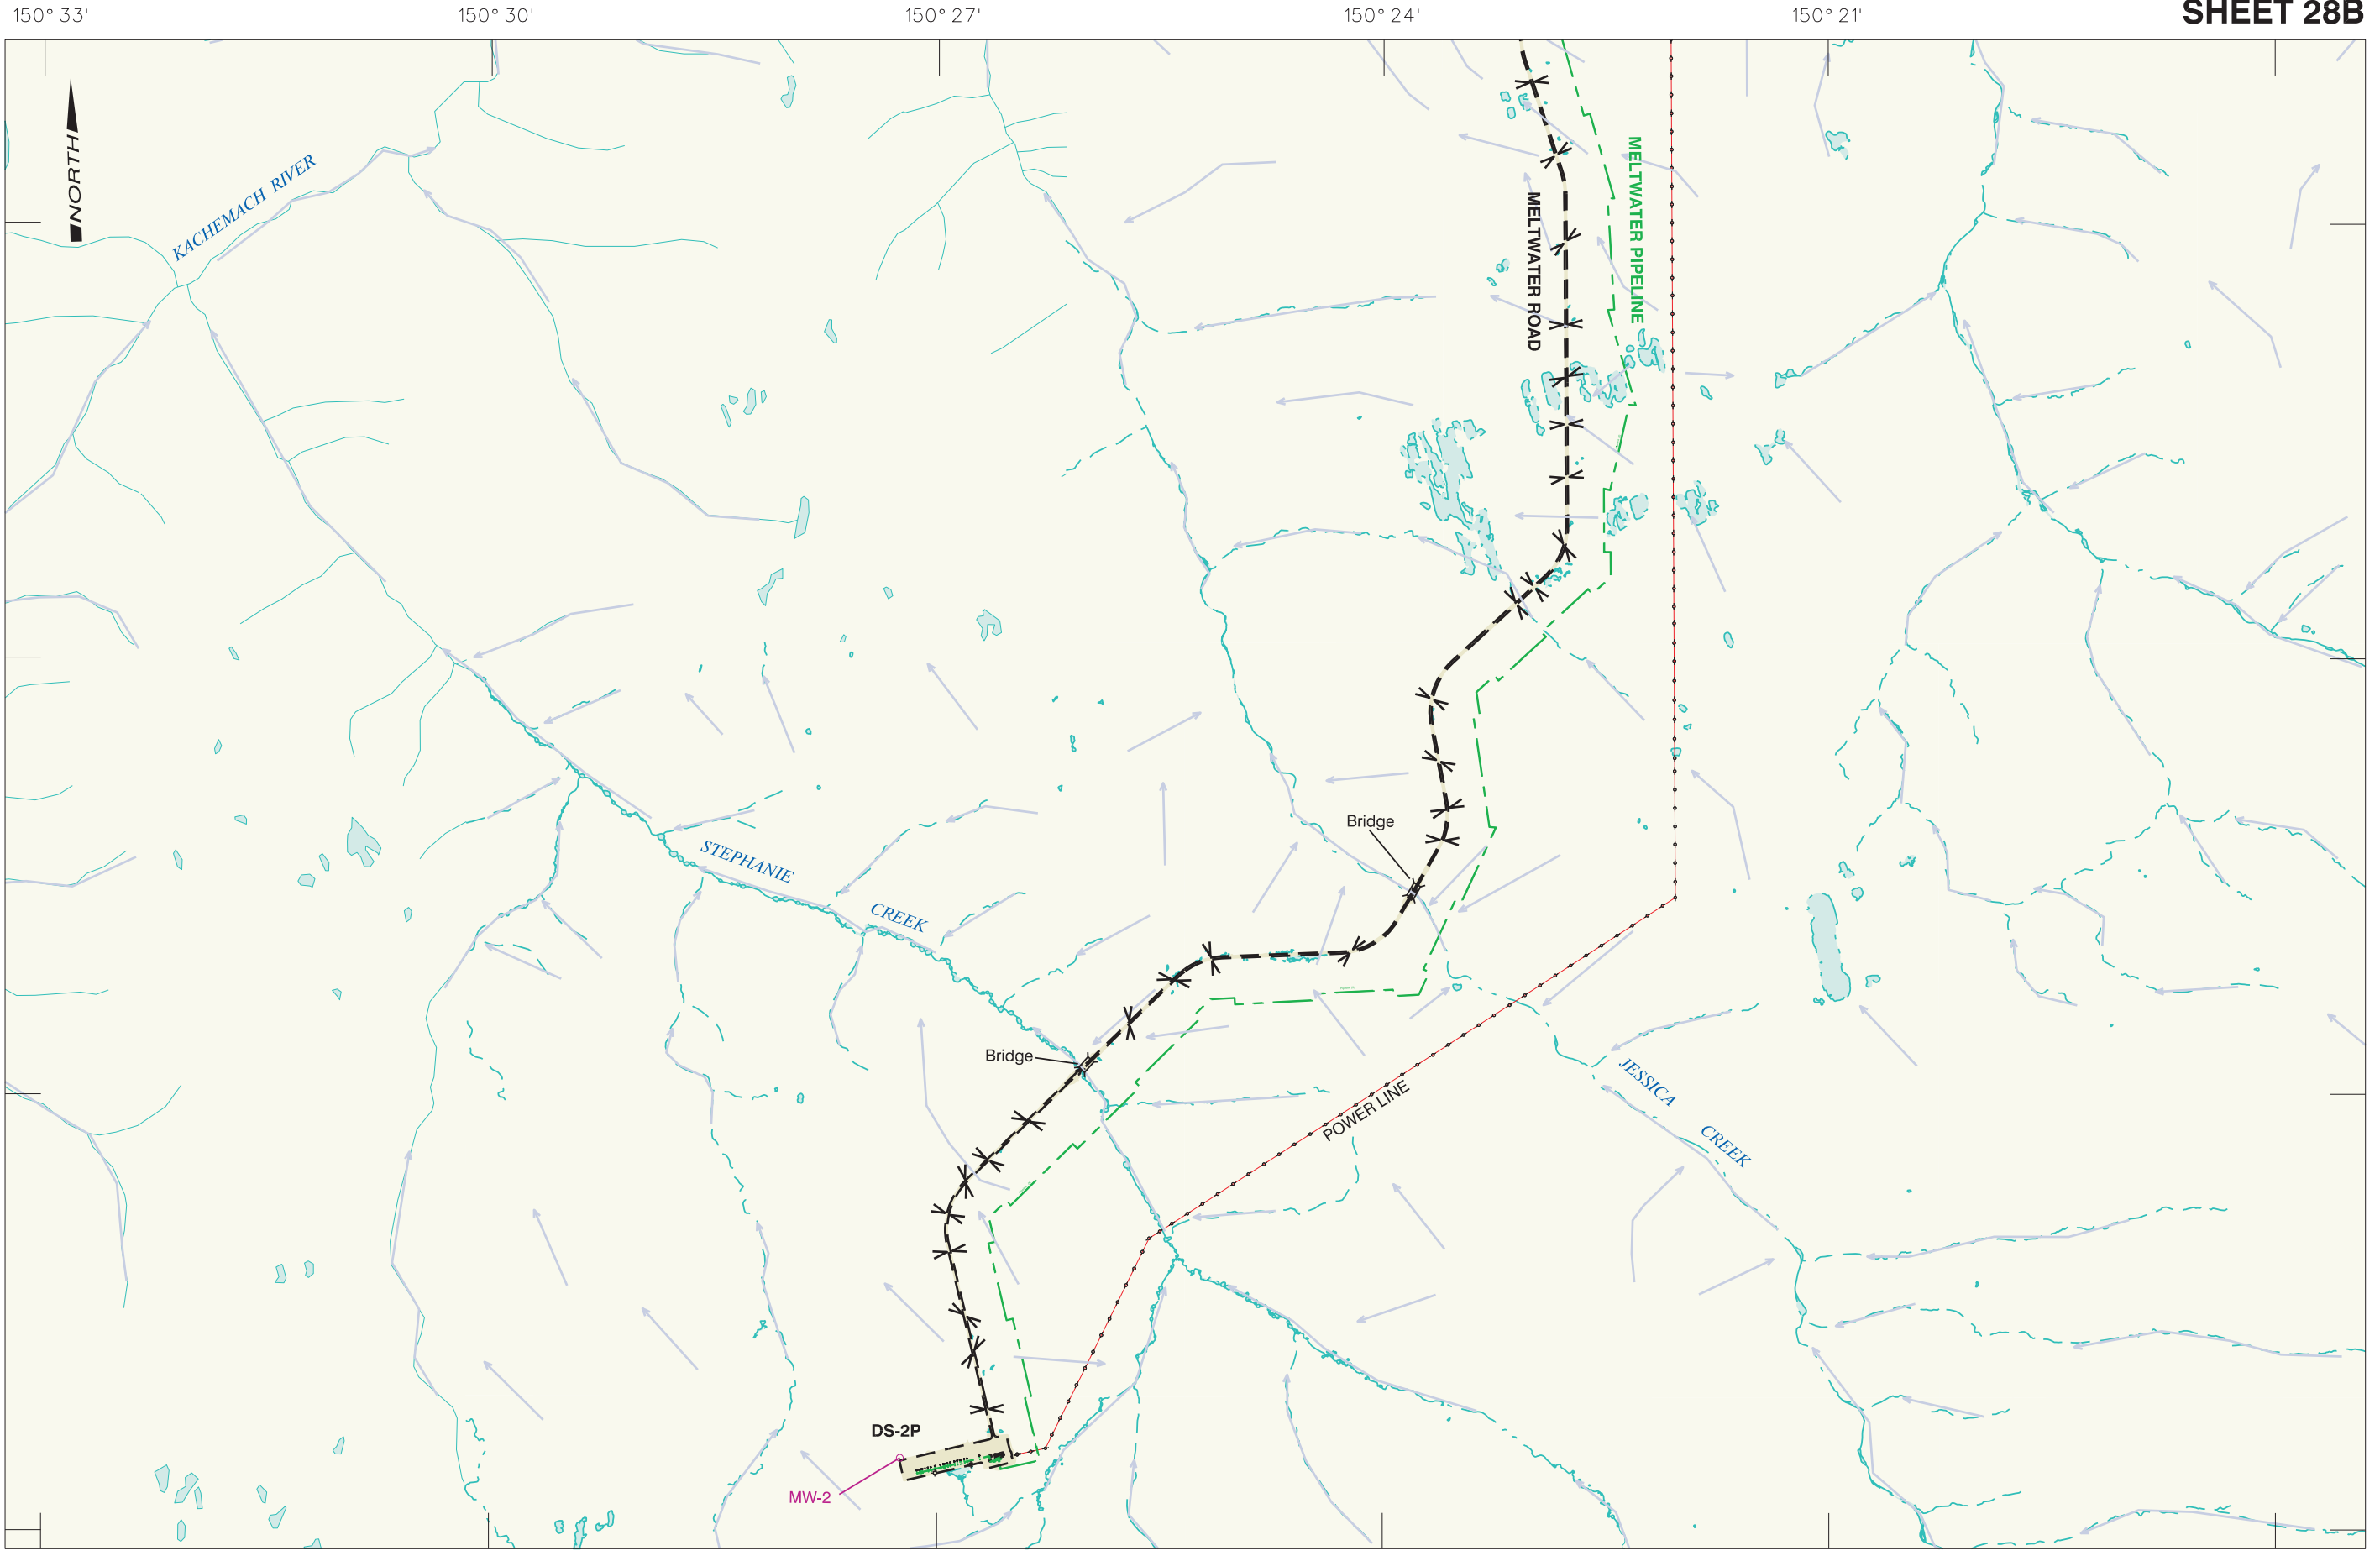 150° 33' 150° 30' 150° 27' 150° 24' 150° 21' SHEET 28B
NORTH
KACHEMACH RIVER
MELTWATER ROAD
MELTWATER PIPELINE
Bridge
STEPHANIE
CREEK
Bridge
JESSICA
CREEK
POWER LINE
DS-2P
MW-2